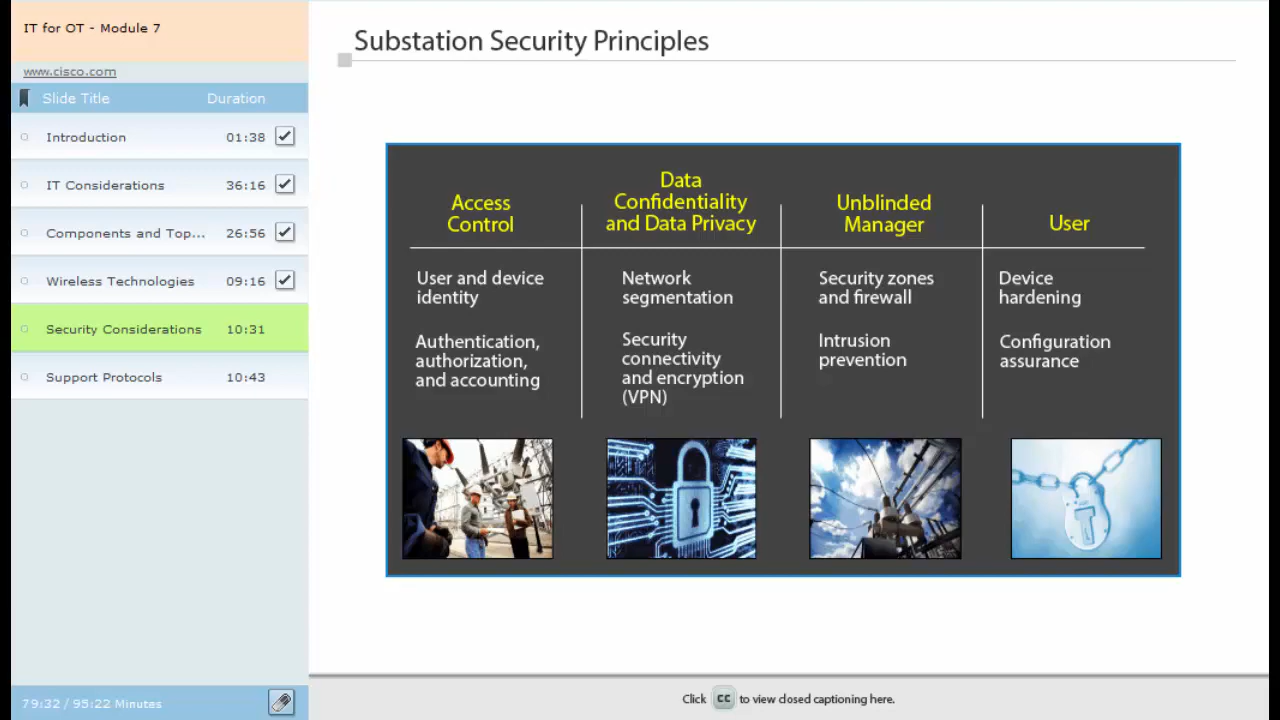 IT for OT - Module 7
www.cisco.com
Slide Title Duration
Introduction 01:38
IT Considerations 36:16
Components and Top... 26:56
Wireless Technologies 09:16
Security Considerations 10:31
Support Protocols 10:43
79:32 / 95:22 Minutes
Substation Security Principles
Access
Control
User and device
identity
Authentication,
authorization,
and accounting
Data
Confidentiality
and Data Privacy
Network
segmentation
Security
connectivity
and encryption
(VPN)
Unblinded
Manager
Security zones
and firewall
Intrusion
prevention
User
Device
hardening
Configuration
assurance
Click CC to view closed captioning here.